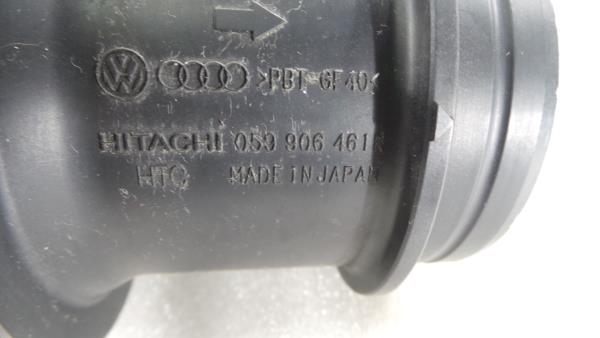 >PBT-GF40<
HITACHI 059 906 461
HTC MADE IN JAPAN